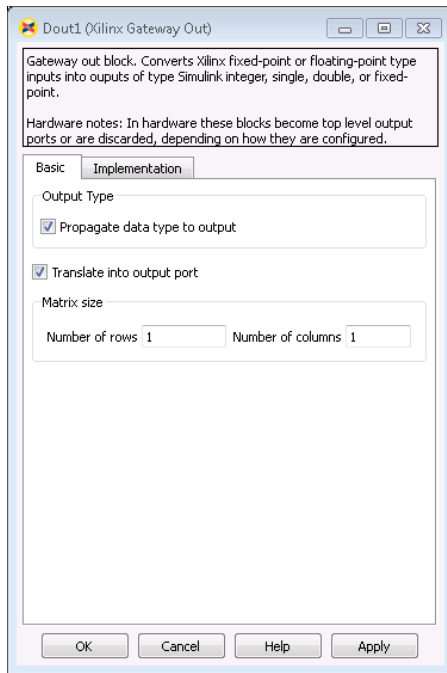 Dout1 (Xilinx Gateway Out)
Gateway out block. Converts Xilinx fixed-point or floating-point type
inputs into ouputs of type Simulink integer, single, double, or fixed-
point.
Hardware notes: In hardware these blocks become top level output
ports or are discarded, depending on how they are configured.
Basic Implementation
Output Type
Propagate data type to output
Translate into output port
Matrix size
Number of rows 1 Number of columns 1
OK Cancel Help Apply